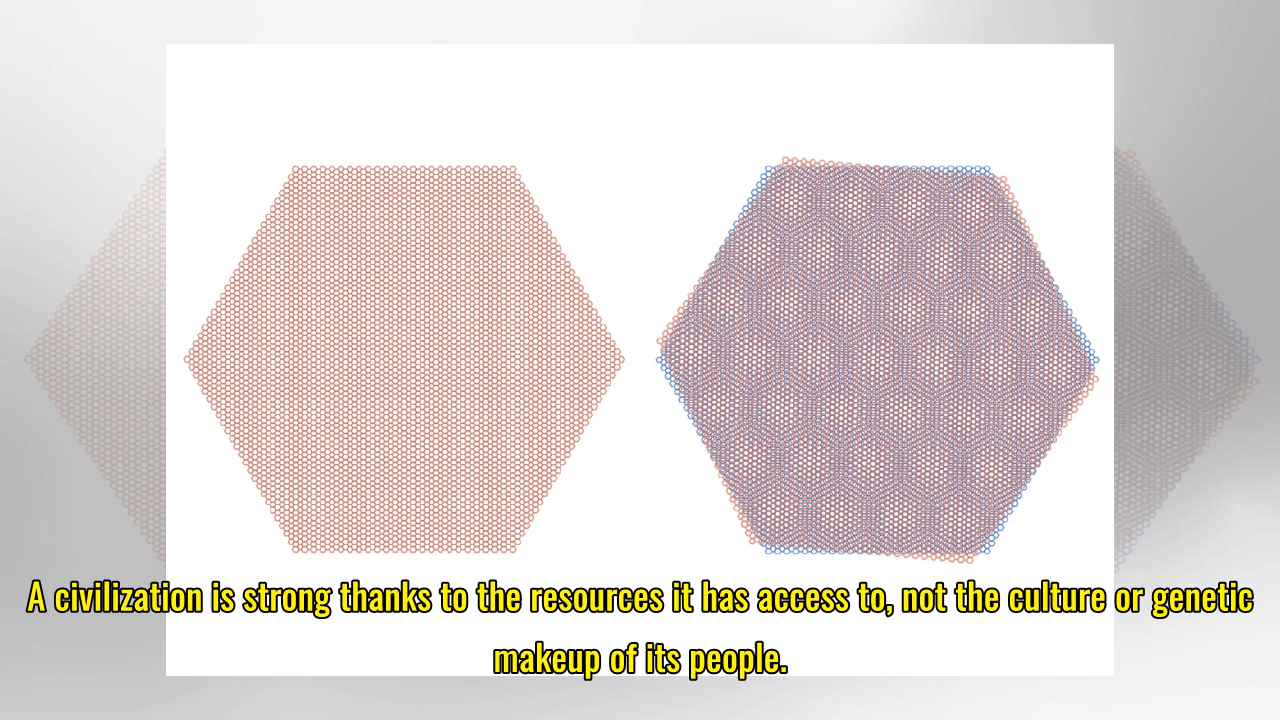 A civilization is strong thanks to the resources it has access to, not the culture or genetic
makeup of its people.